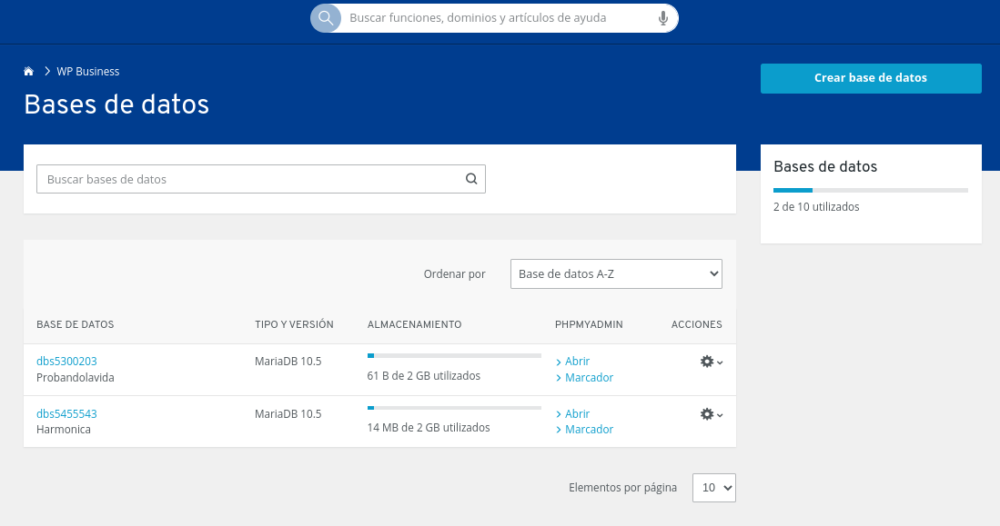 Buscar funciones, dominios y artículos de ayuda
WP Business
Bases de datos
Crear base de datos
Buscar bases de datos
Bases de datos
2 de 10 utilizados
Ordenar por
Base de datos A-Z
BASE DE DATOS TIPO Y VERSIÓN ALMACENAMIENTO PHPMYADMIN ACCIONES
dbs5300203 MariaDB 10.5 Abrir
Probandolavida 61 B de 2 GB utilizados Marcador
dbs5455543 MariaDB 10.5 Abrir
Harmonica 14 MB de 2 GB utilizados Marcador
Elementos por página 10